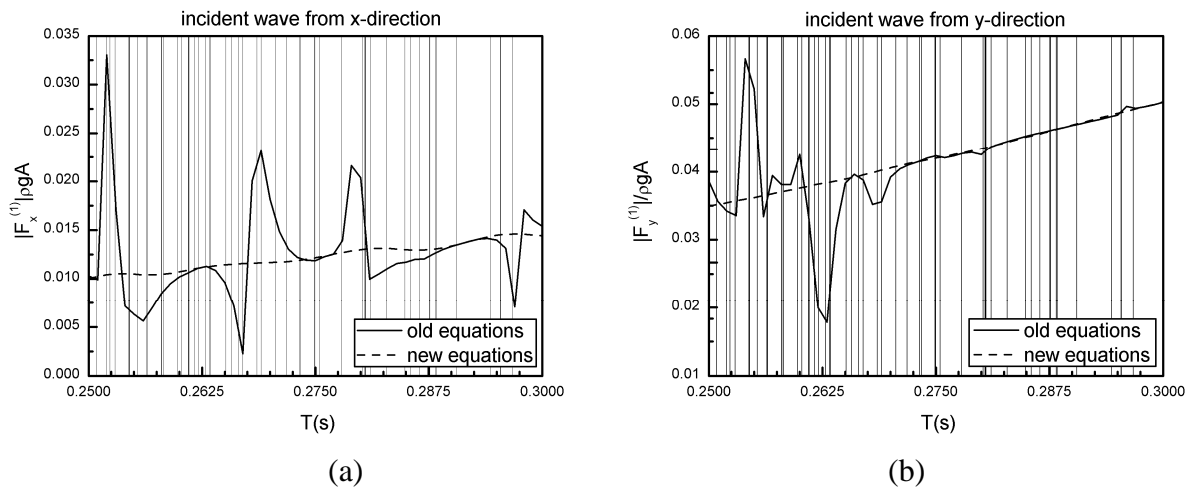 incident wave from x-direction
0.035
0.030
0.025
0.020
0.015
0.010
0.005
0.000
|Fₓ⁽¹⁾|ρgA
old equations
new equations
0.2500 0.2625 0.2750 0.2875 0.3000
T(s)
(a)
incident wave from y-direction
0.06
0.05
0.04
0.03
0.02
0.01
|F_y⁽¹⁾|/ρgA
old equations
new equations
0.2500 0.2625 0.2750 0.2875 0.3000
T(s)
(b)